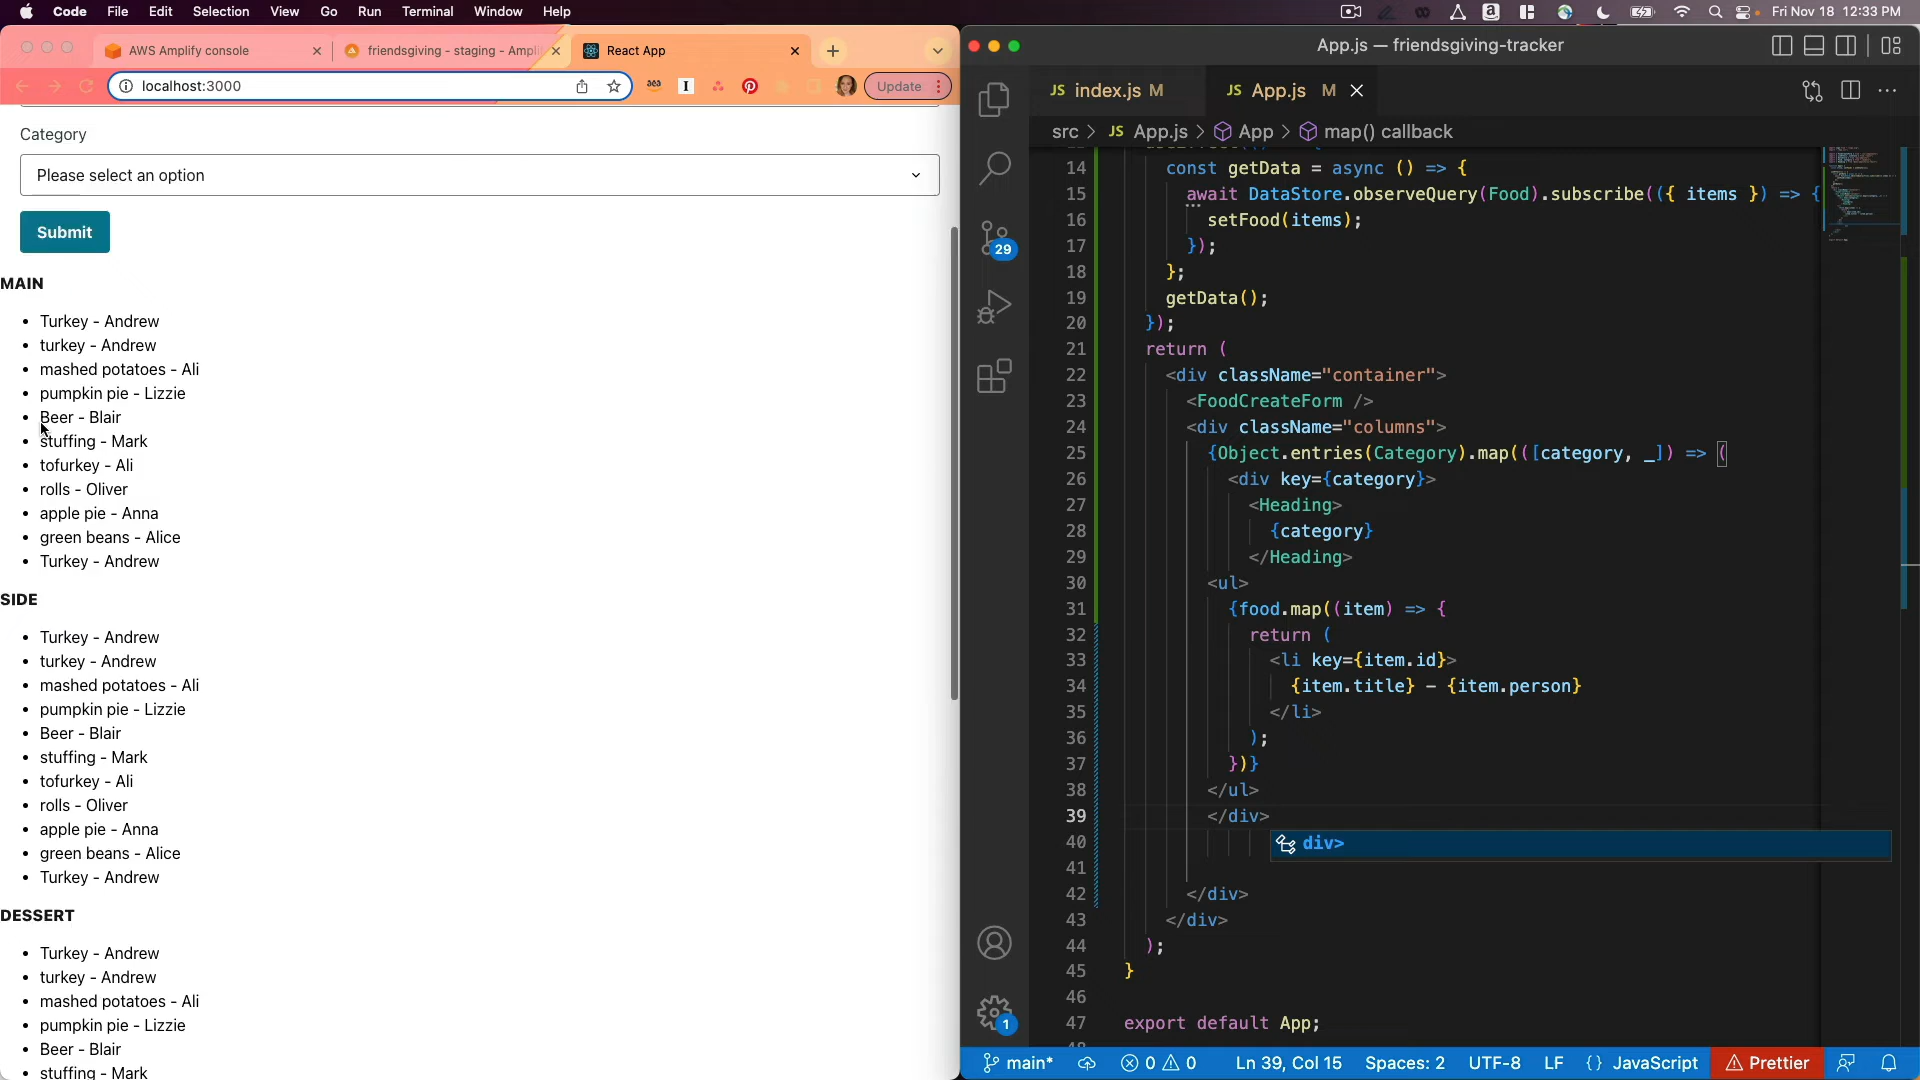 Code File Edit Selection View Go Run Terminal Window Help
Fri Nov 18 12:33 PM
AWS Amplify console
friendsgiving - staging - Ampli
React App
App.js — friendsgiving-tracker
localhost:3000
Update
JS index.js M
JS App.js M
src > JS App.js > App > map() callback
Category
Please select an option
Submit
MAIN
• Turkey - Andrew
• turkey - Andrew
• mashed potatoes - Ali
• pumpkin pie - Lizzie
• Beer - Blair
• stuffing - Mark
• tofurkey - Ali
• rolls - Oliver
• apple pie - Anna
• green beans - Alice
• Turkey - Andrew
SIDE
• Turkey - Andrew
• turkey - Andrew
• mashed potatoes - Ali
• pumpkin pie - Lizzie
• Beer - Blair
• stuffing - Mark
• tofurkey - Ali
• rolls - Oliver
• apple pie - Anna
• green beans - Alice
• Turkey - Andrew
DESSERT
• Turkey - Andrew
• turkey - Andrew
• mashed potatoes - Ali
• pumpkin pie - Lizzie
• Beer - Blair
• stuffing - Mark
29
1
14 const getData = async () => {
15 await DataStore.observeQuery(Food).subscribe(({ items }) => {
16 setFood(items);
17 });
18 };
19 getData();
20 });
21 return (
22 <div className="container">
23 <FoodCreateForm />
24 <div className="columns">
25 {Object.entries(Category).map(([category, _]) => (
26 <div key={category}>
27 <Heading>
28 {category}
29 </Heading>
30 <ul>
31 {food.map((item) => {
32 return (
33 <li key={item.id}>
34 {item.title} - {item.person}
35 </li>
36 );
37 })}
38 </ul>
39 </div>
40 div>
41
42 </div>
43 </div>
44 );
45 }
46
47 export default App;
main* 0 0 Ln 39, Col 15 Spaces: 2 UTF-8 LF {} JavaScript Prettier